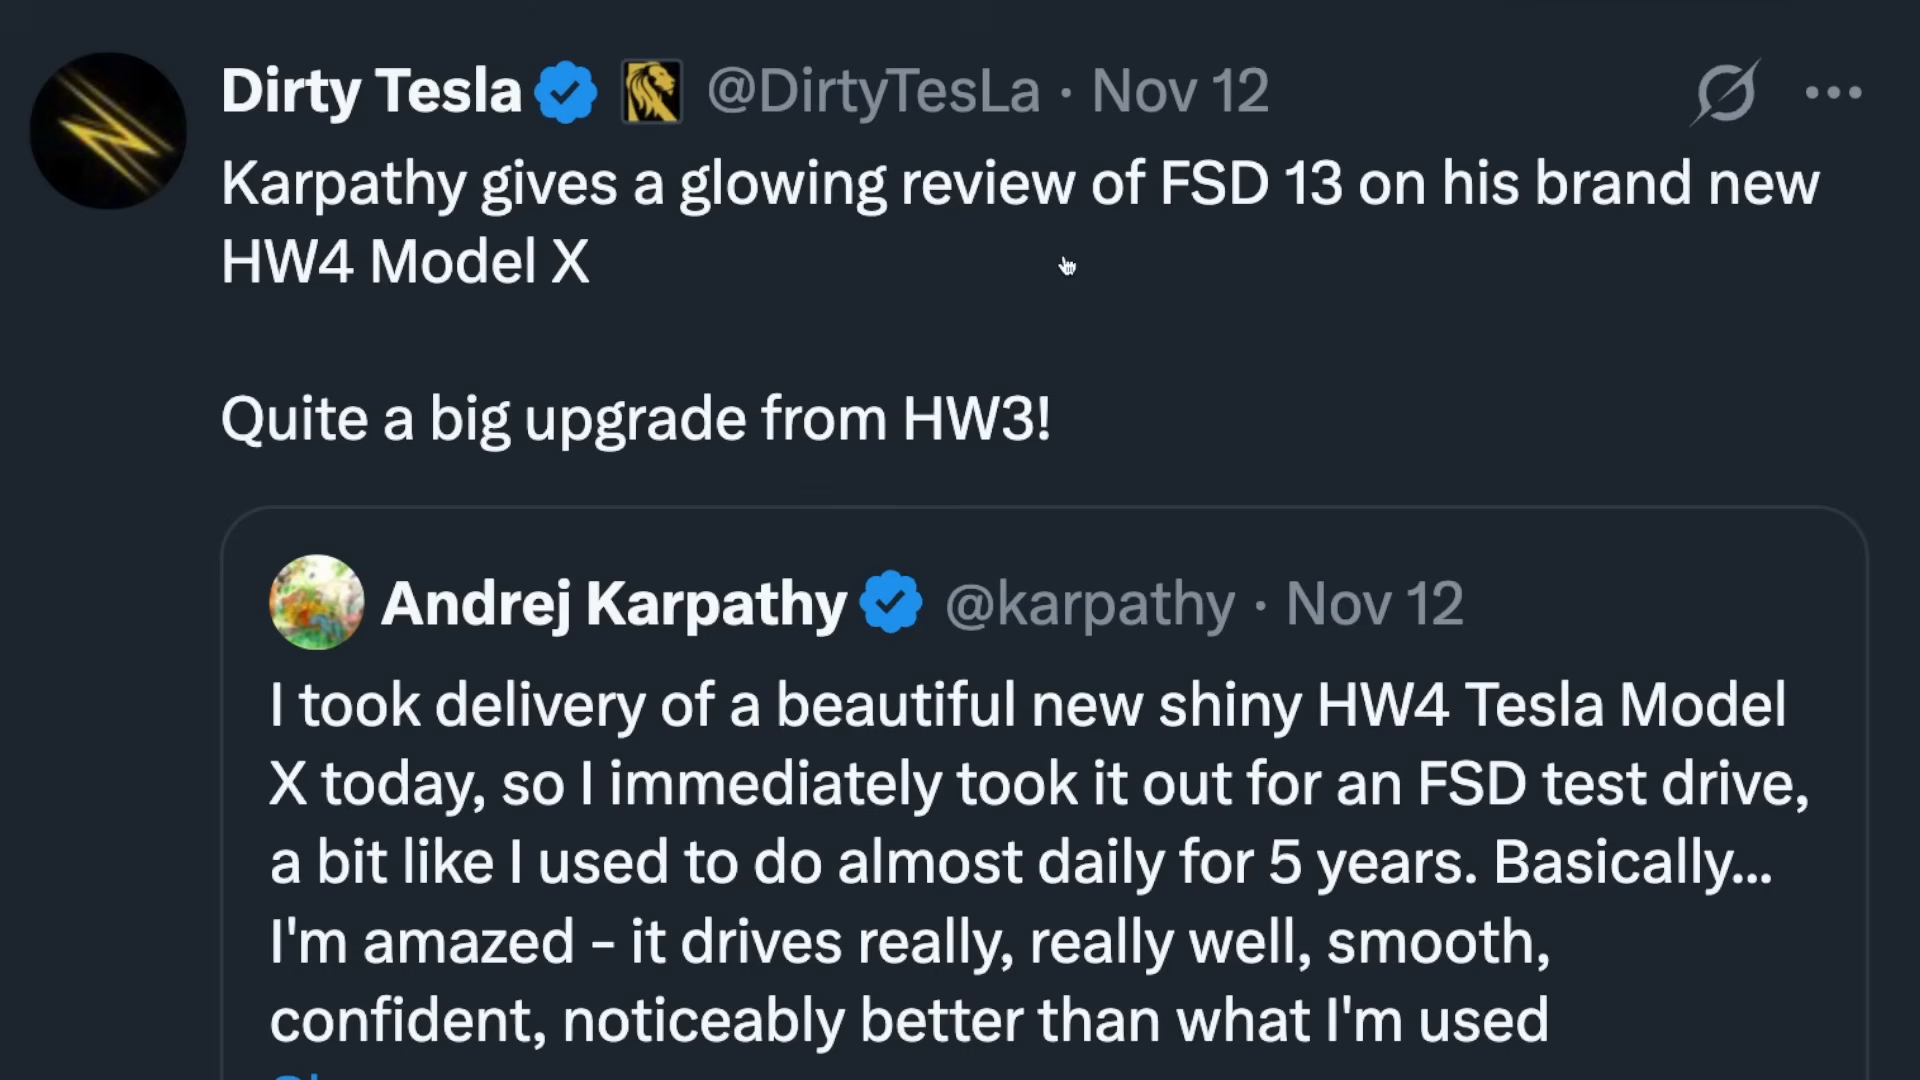 Dirty Tesla @DirtyTesLa · Nov 12
Karpathy gives a glowing review of FSD 13 on his brand new
HW4 Model X
Quite a big upgrade from HW3!
Andrej Karpathy @karpathy · Nov 12
I took delivery of a beautiful new shiny HW4 Tesla Model
X today, so I immediately took it out for an FSD test drive,
a bit like I used to do almost daily for 5 years. Basically...
I'm amazed - it drives really, really well, smooth,
confident, noticeably better than what I'm used